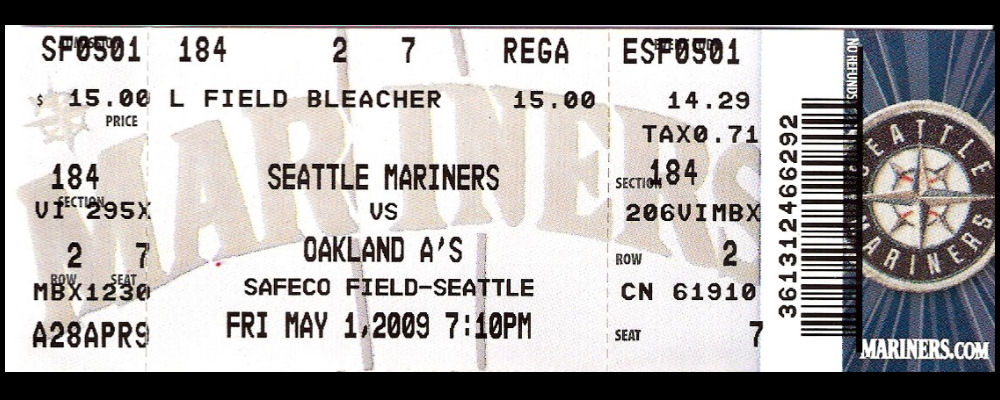 SF0501 184 2 7 REGA ESF0501
$ 15.00 L FIELD BLEACHER 15.00 14.29
PRICE
TAX0.71
184 SEATTLE MARINERS 184
SECTION SECTION
VI 295X VS 206VIMBX
2 7 OAKLAND A'S ROW 2
ROW SEAT
MBX1230 SAFECO FIELD-SEATTLE CN 61910
A28APR9 FRI MAY 1,2009 7:10PM SEAT 7
MARINERS
361312466292
NO REFUNDS
SEATTLE MARINERS
MARINERS.COM